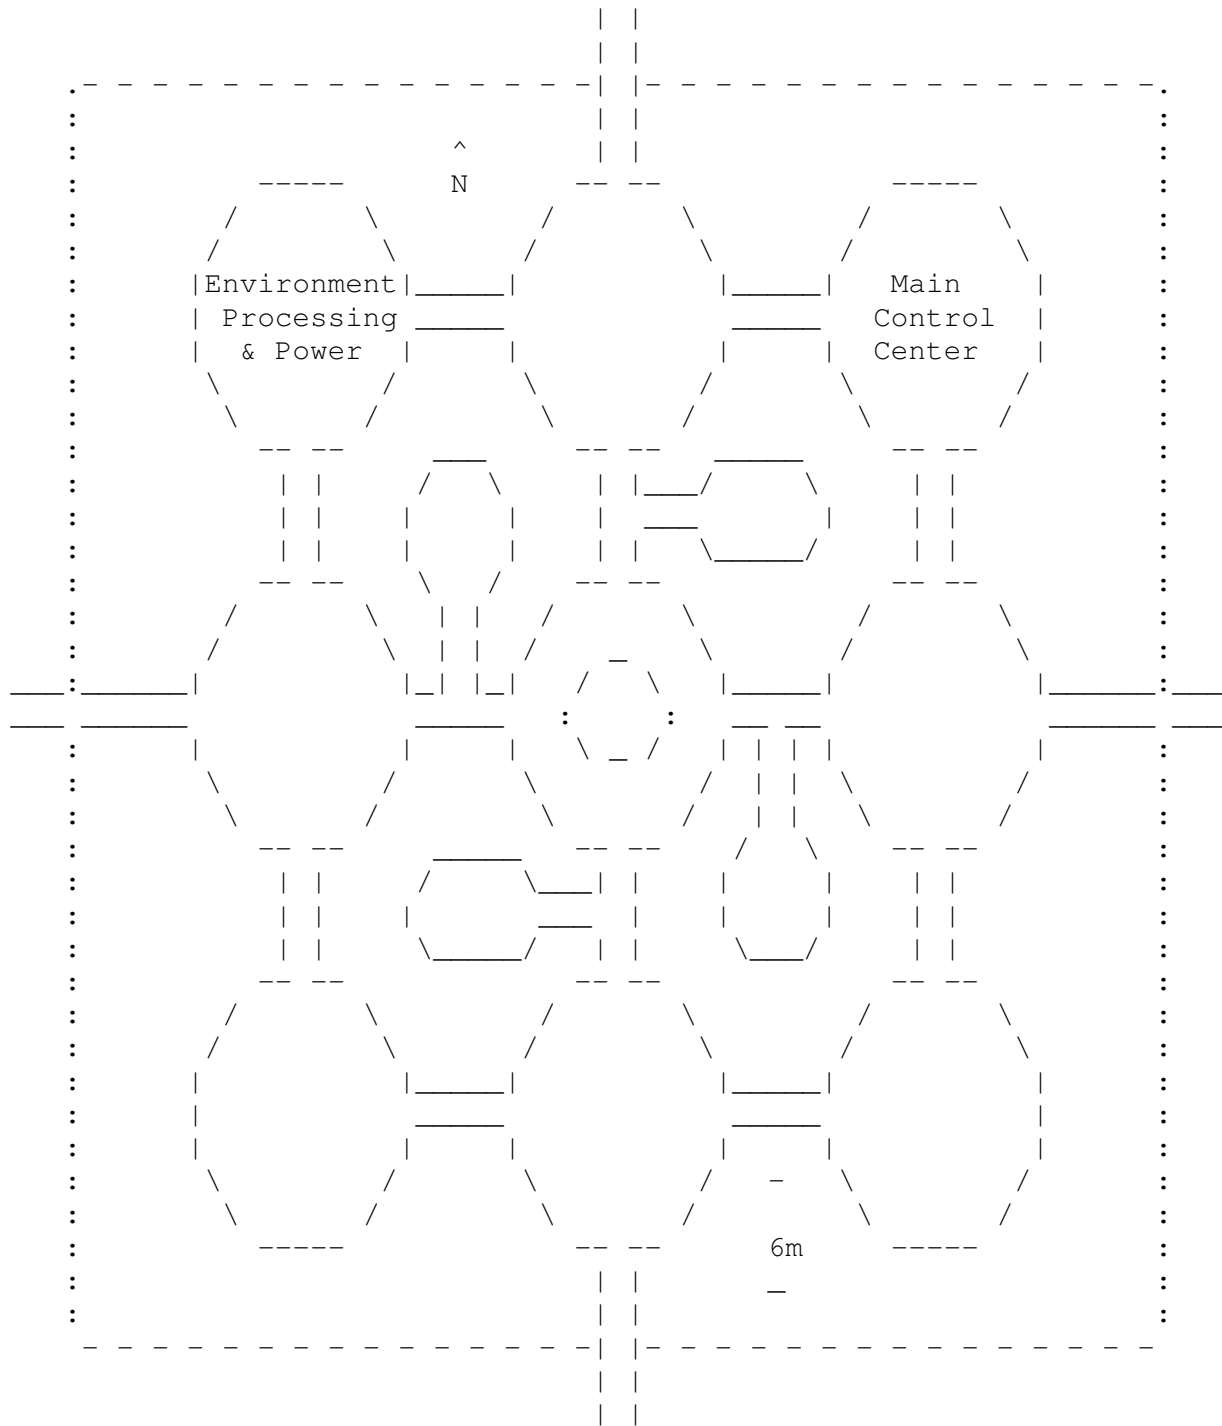 ^
N
Environment
Processing
& Power
Main
Control
Center
6m